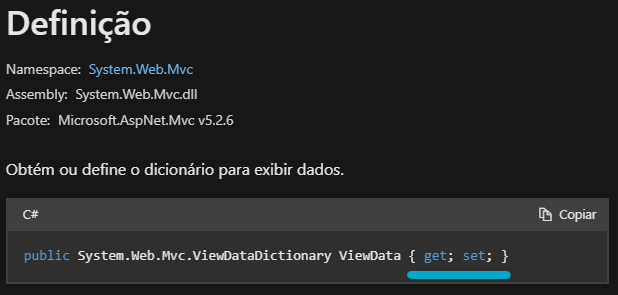 Definição
Namespace: System.Web.Mvc
Assembly: System.Web.Mvc.dll
Pacote: Microsoft.AspNet.Mvc v5.2.6
Obtém ou define o dicionário para exibir dados.
C# Copiar
public System.Web.Mvc.ViewDataDictionary ViewData { get; set; }